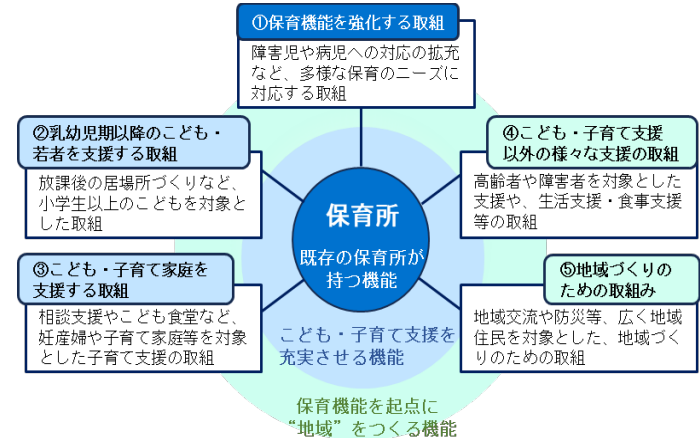 ①保育機能を強化する取組
障害児や病児への対応の拡充
など、多様な保育のニーズに
対応する取組
②乳幼児期以降のこども・
若者を支援する取組
放課後の居場所づくりなど、
小学生以上のこどもを対象と
した取組
③こども・子育て家庭を
支援する取組
相談支援やこども食堂など、
妊産婦や子育て家庭等を対象
とした子育て支援の取組
④こども・子育て支援
以外の様々な支援の取組
高齢者や障害者を対象とした
支援や、生活支援・食事支援
等の取組
⑤地域づくりの
ための取組み
地域交流や防災等、広く地域
住民を対象とした、地域づく
りのための取組
保育所
既存の保育所が
持つ機能
こども・子育て支援を
充実させる機能
保育機能を起点に
“地域”をつくる機能